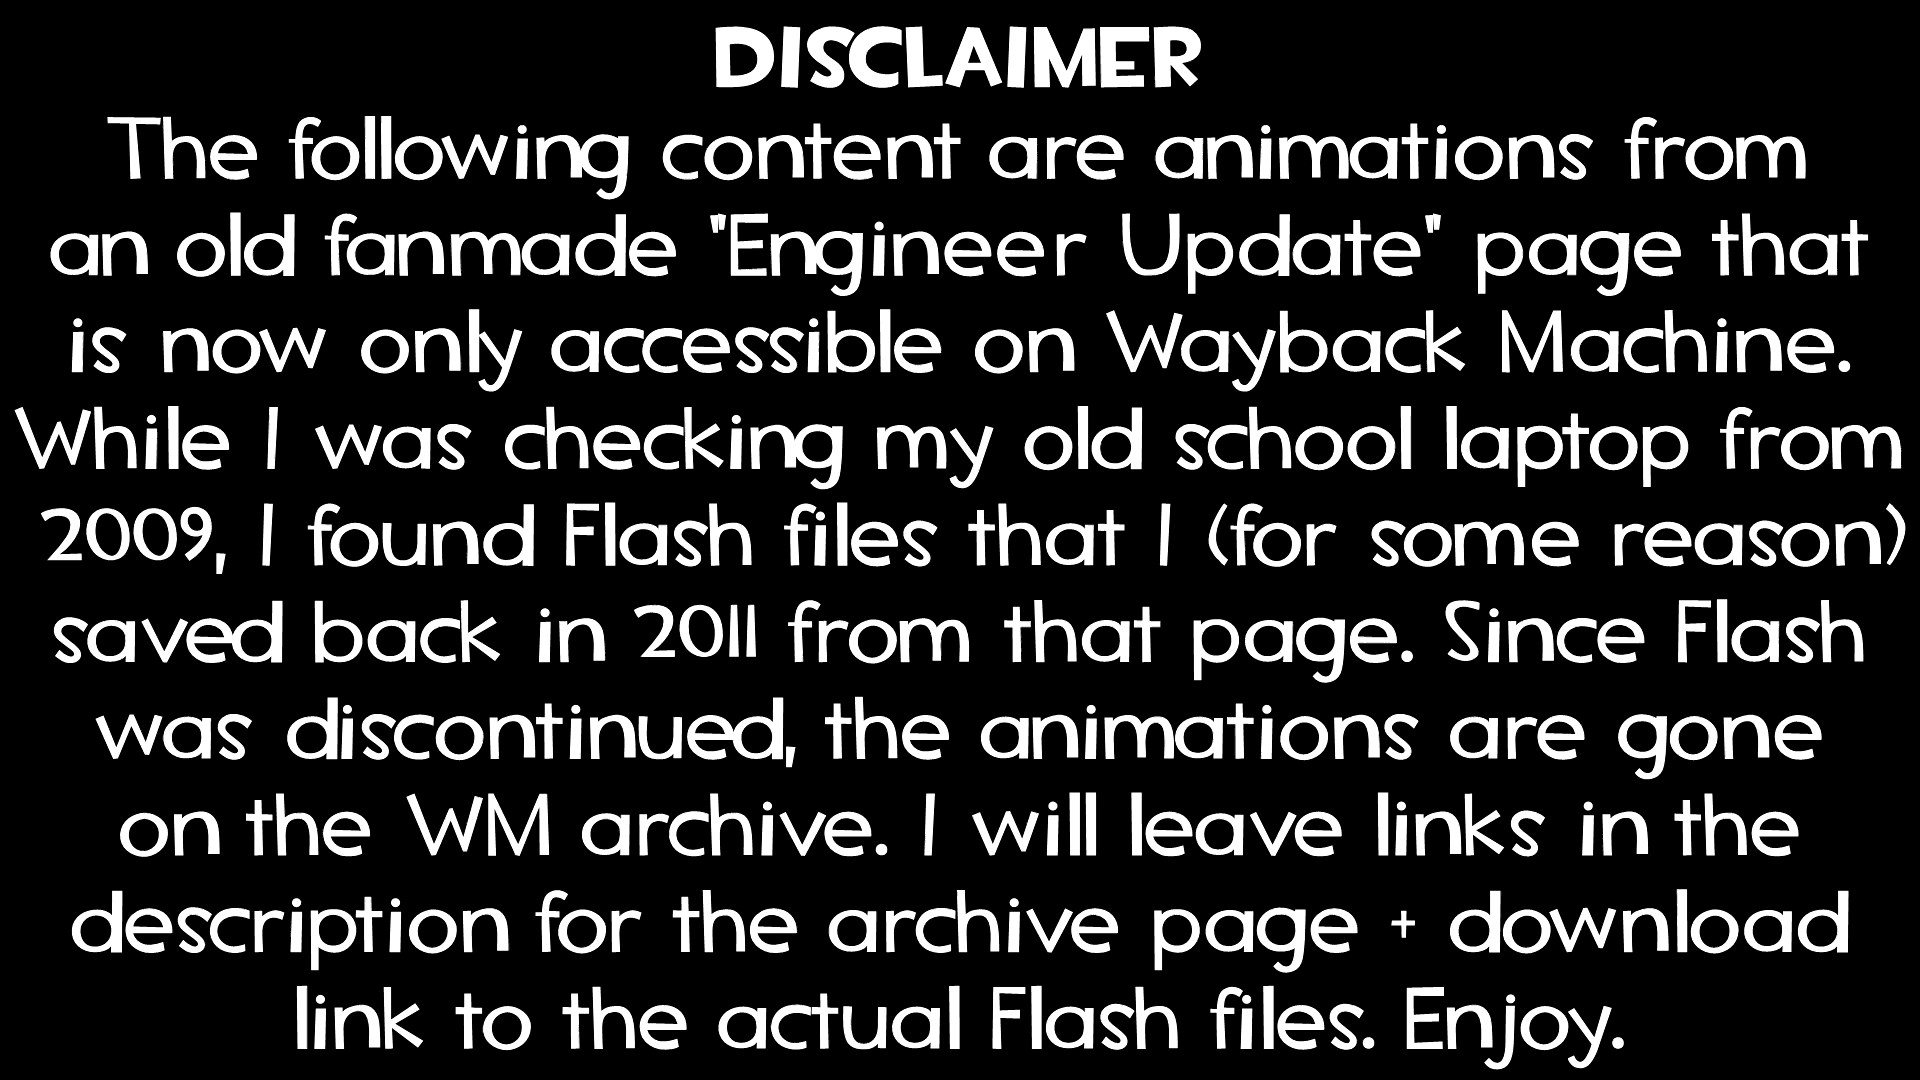 DISCLAIMER
The following content are animations from
an old fanmade "Engineer Update" page that
is now only accessible on Wayback Machine.
While I was checking my old school laptop from
2009, I found Flash files that I (for some reason)
saved back in 2011 from that page. Since Flash
was discontinued, the animations are gone
on the WM archive. I will leave links in the
description for the archive page + download
link to the actual Flash files. Enjoy.